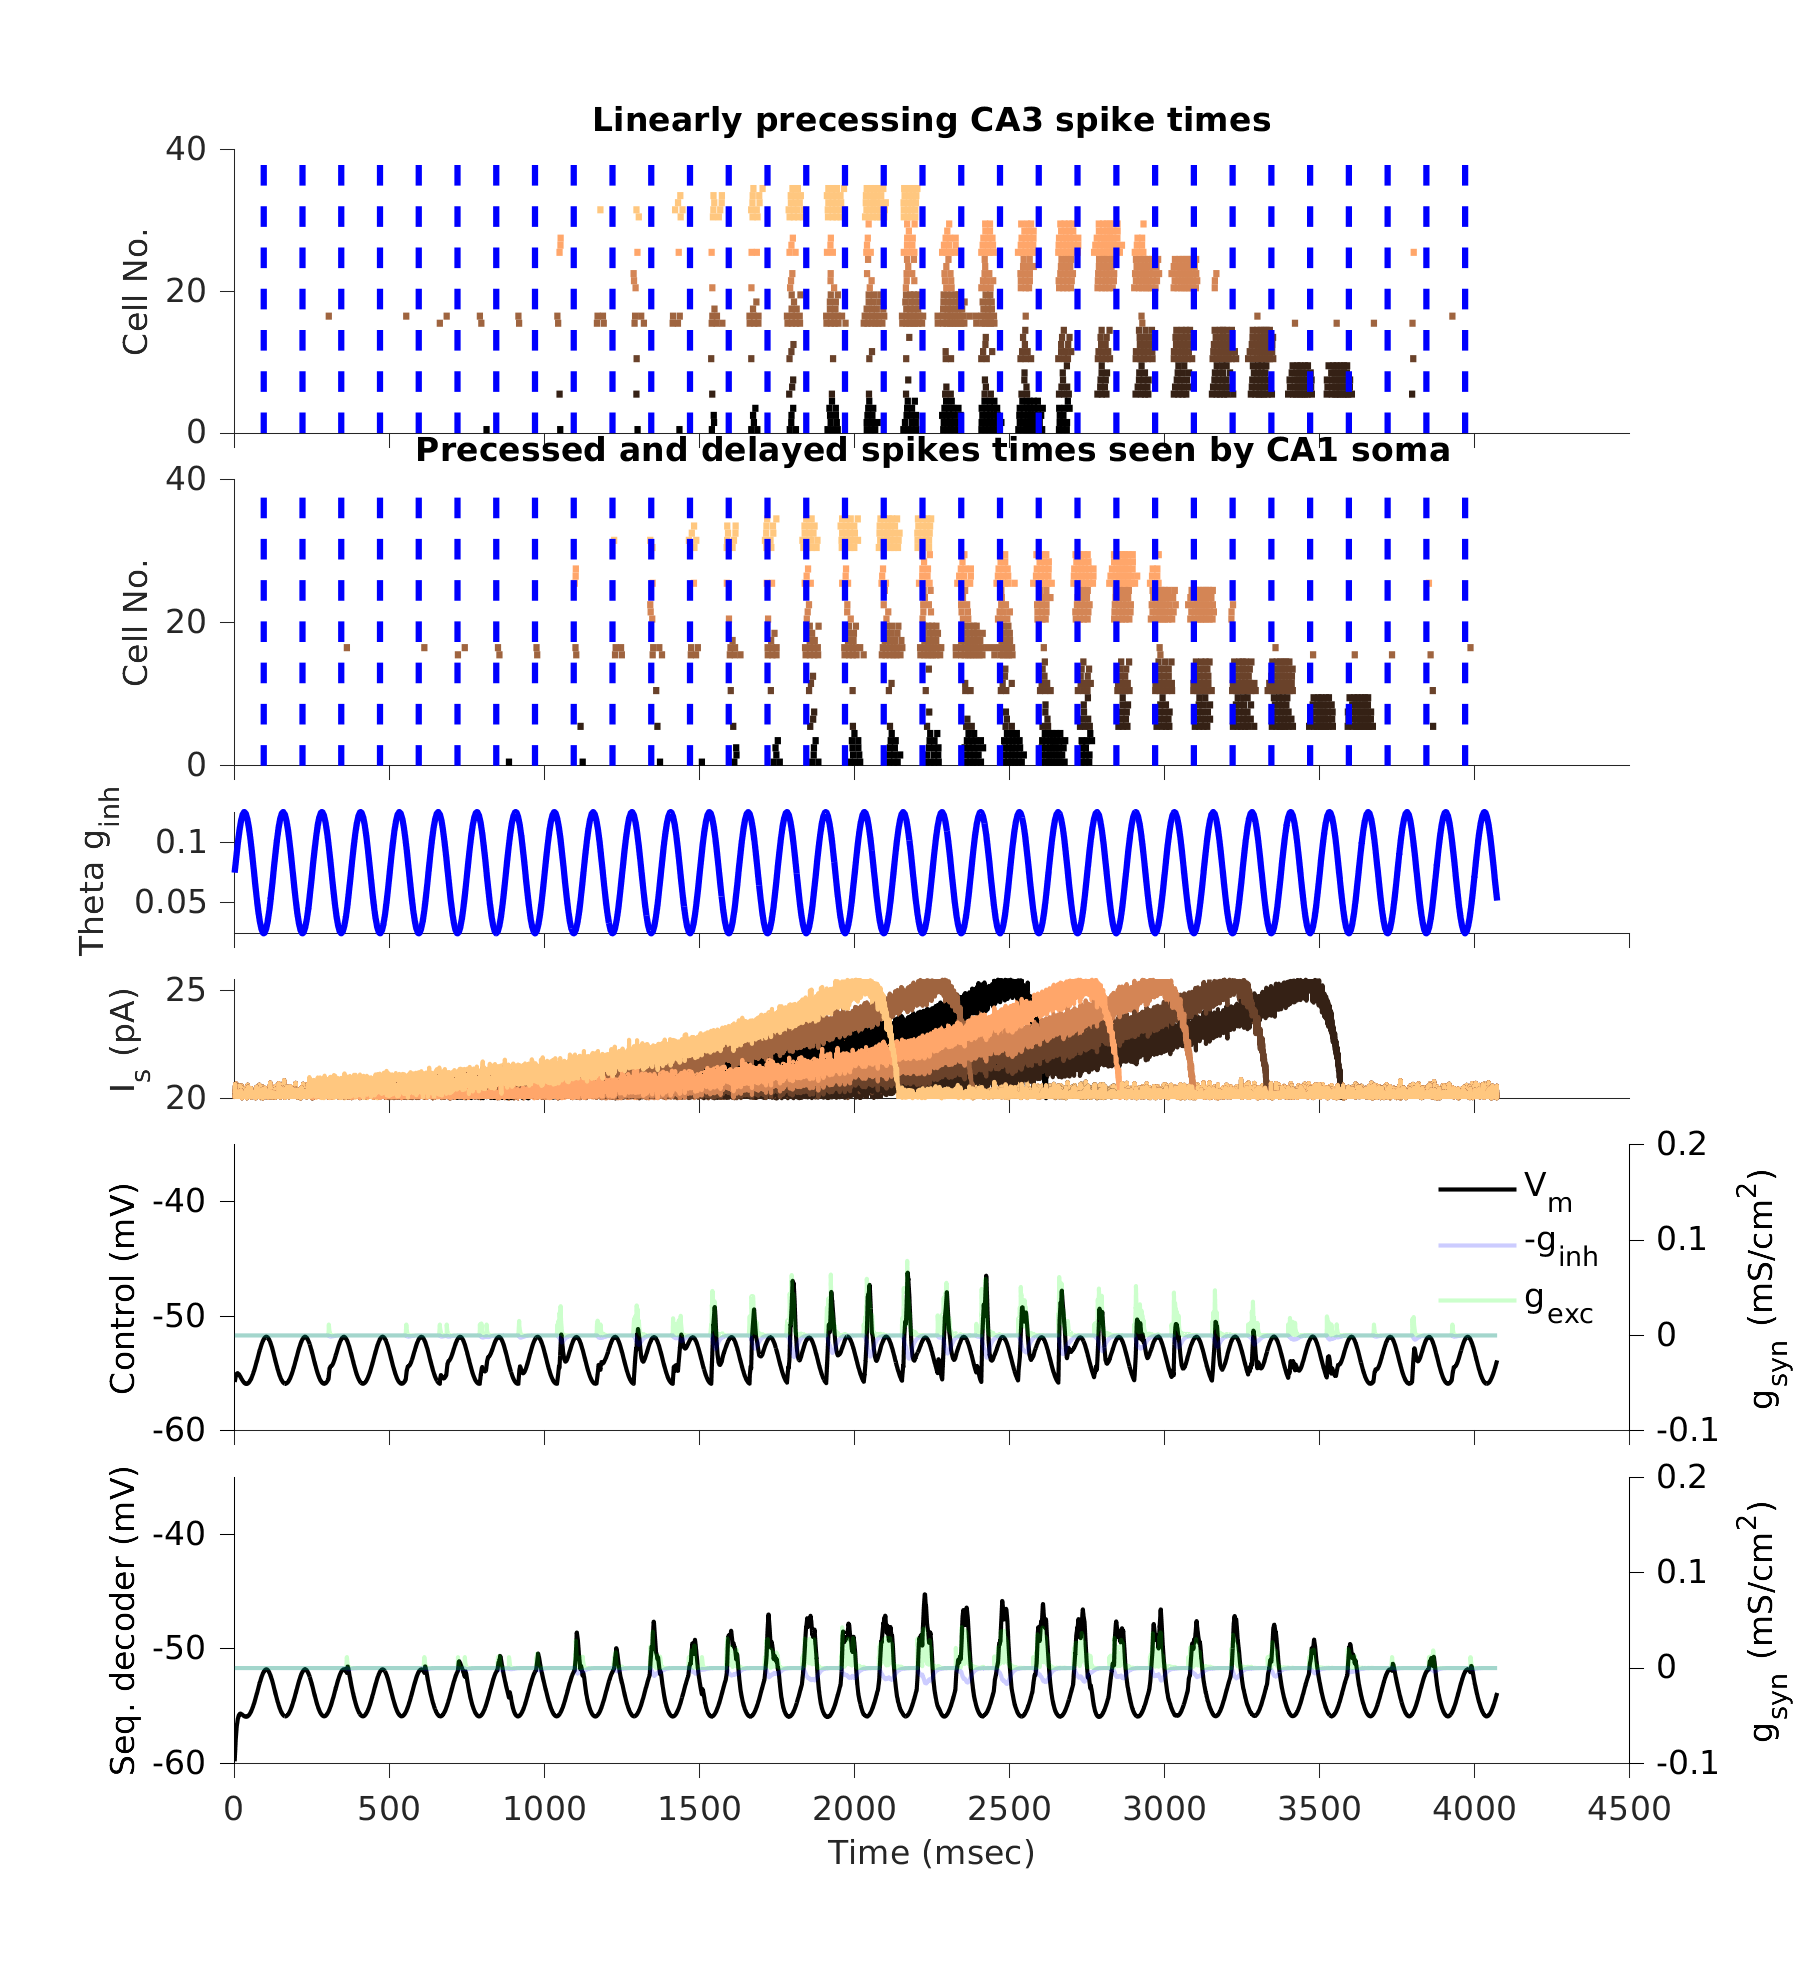 Linearly precessing CA3 spike times
40
20
0
Cell No.
Precessed and delayed spikes times seen by CA1 soma
40
20
0
Cell No.
0.1
0.05
Theta g_inh
25
20
I_s (pA)
-40
-50
-60
Control (mV)
V_m
-g_inh
g_exc
0.2
0.1
0
-0.1
g_syn (mS/cm^2)
-40
-50
-60
Seq. decoder (mV)
0.2
0.1
0
-0.1
g_syn (mS/cm^2)
0 500 1000 1500 2000 2500 3000 3500 4000 4500
Time (msec)